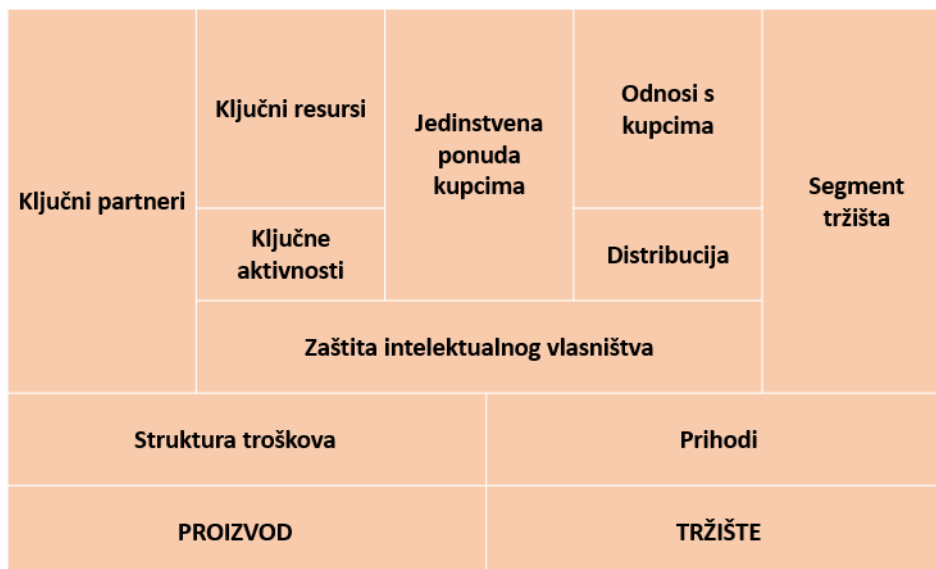 Ključni partneri
Ključni resursi
Ključne
aktivnosti
Jedinstvena
ponuda
kupcima
Odnosi s
kupcima
Distribucija
Segment
tržišta
Zaštita intelektualnog vlasništva
Struktura troškova
Prihodi
PROIZVOD
TRŽIŠTE